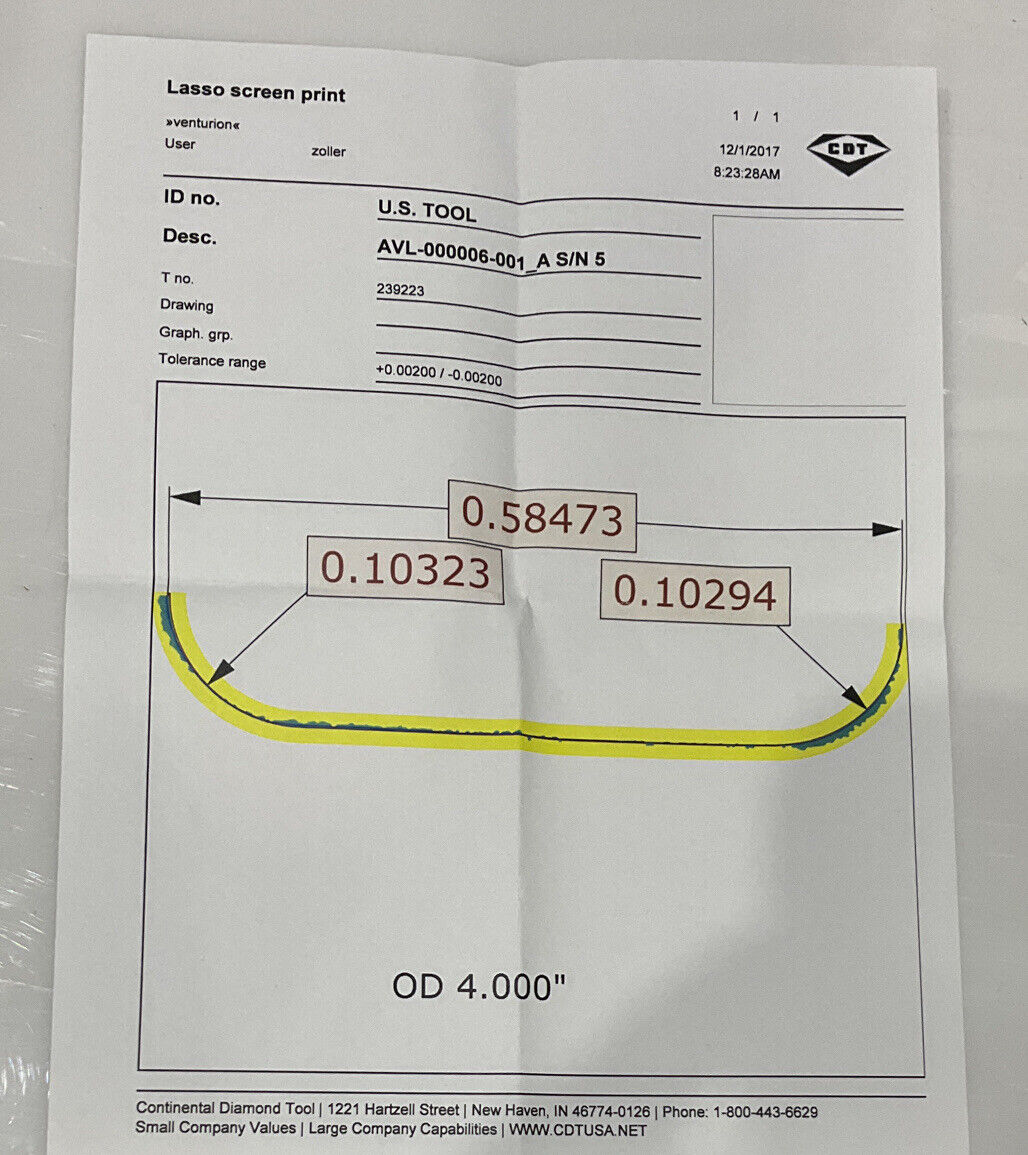 Lasso screen print
»venturion«
User zoller
1 / 1
12/1/2017
8:23:28AM
CDT
ID no. U.S. TOOL
Desc. AVL-000006-001_A S/N 5
T no. 239223
Drawing
Graph. grp.
Tolerance range +0.00200 / -0.00200
0.58473
0.10323
0.10294
OD 4.000"
Continental Diamond Tool | 1221 Hartzell Street | New Haven, IN 46774-0126 | Phone: 1-800-443-6629
Small Company Values | Large Company Capabilities | WWW.CDTUSA.NET